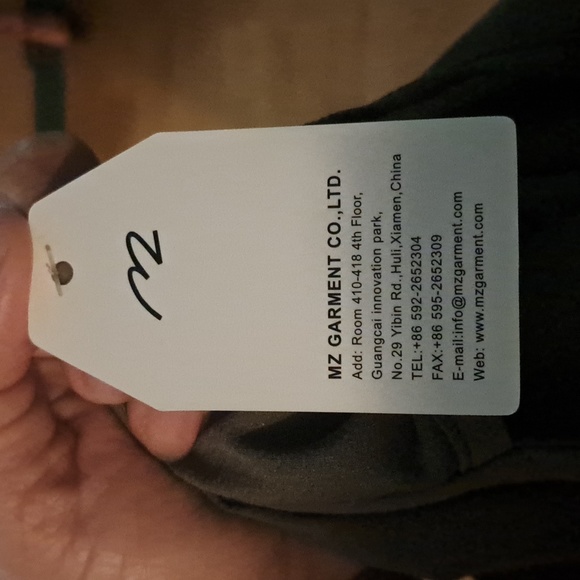 MZ GARMENT CO.,LTD.
Add: Room 410-418 4th Floor,
Guangcai innovation park,
No.29 Yibin Rd.,Huli,Xiamen,China
TEL:+86 592-2652304
FAX:+86 595-2652309
E-mail:info@mzgarment.com
Web: www.mzgarment.com